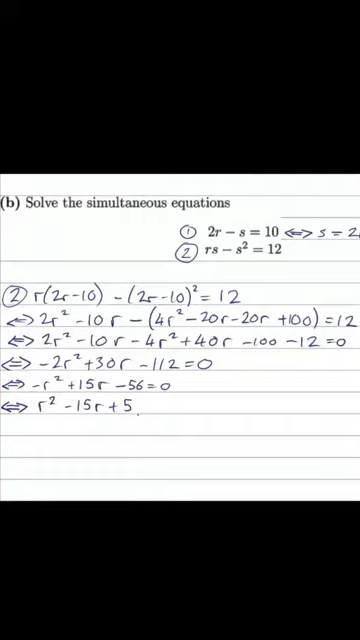 (b) Solve the simultaneous equations
① 2r − s = 10 ⟺ s = 2
② rs − s² = 12
② r(2r−10) − (2r−10)² = 12
⟺ 2r² − 10r − (4r² − 20r − 20r + 100) = 12
⟺ 2r² − 10r − 4r² + 40r − 100 − 12 = 0
⟺ −2r² + 30r − 112 = 0
⟺ −r² + 15r − 56 = 0
⟺ r² − 15r + 5